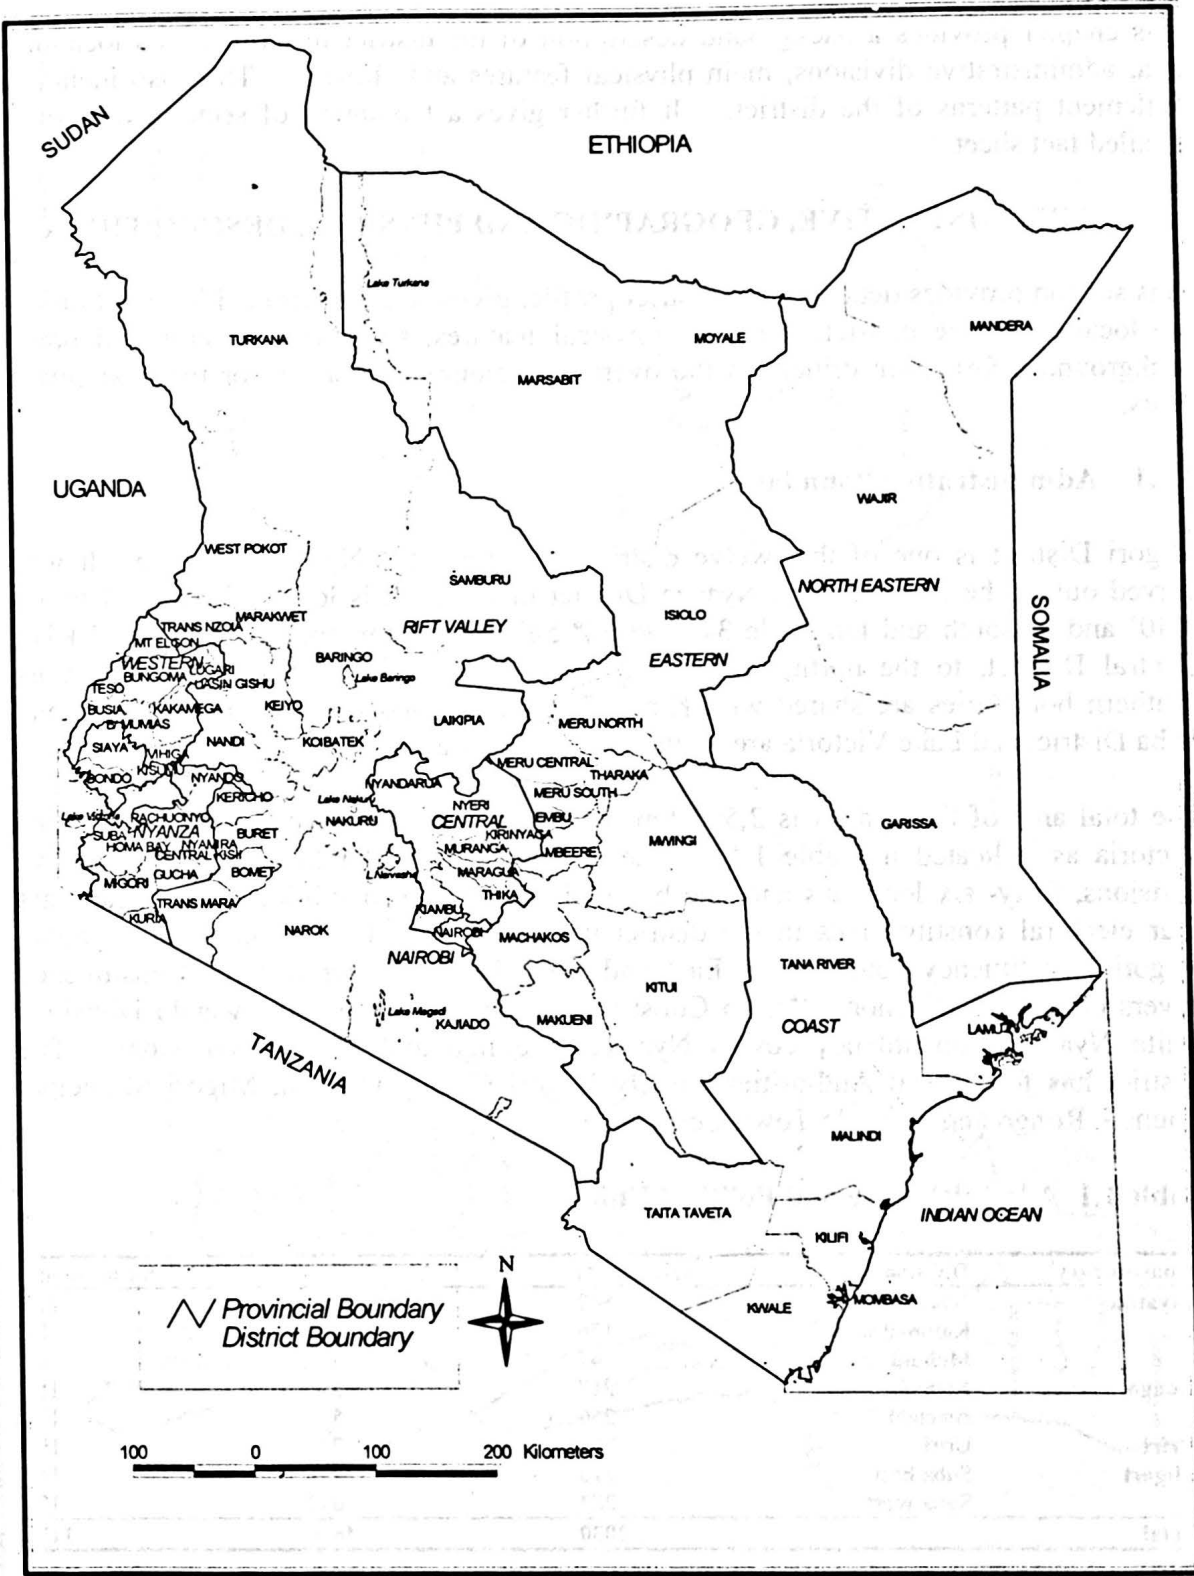 SUDAN
ETHIOPIA
Lake Turkana
MANDERA
TURKANA
MOYALE
MARSABIT
UGANDA
WAJIR
WEST POKOT
SAMBURU
NORTH EASTERN
SOMALIA
MARAKWET
ISIOLO
TRANS NZOIA
RIFT VALLEY
MT ELGON
WESTERN
BARINGO
EASTERN
LUGARI
BUNGOMA
Lake Baringo
TESO
UASIN GISHU
BUSIA
KAKAMEGA
KEIYO
LAIKIPIA
MERU NORTH
B MUMIAS
SIAYA
NANDI
KOIBATEK
VIHIGA
MERU CENTRAL
KISUMU
BONDO
NYANDO
NYANDARUA
THARAKA
MERU SOUTH
KERICHO
Lake Nakuru
NYERI
Lake Victoria
RACHUONYO
NAKURU
CENTRAL
EMBU
GARISSA
SUBA
NYANZA
BURET
KIRINYAGA
MWINGI
HOMA BAY
NYAMIRA
MURANGA
MBEERE
CENTRAL KISII
BOMET
L Naivasha
MARAGUA
MIGORI
GUCHA
THIKA
TRANS MARA
KIAMBU
KURIA
NAROK
NAIROBI
MACHAKOS
NAIROBI
TANA RIVER
KITUI
Lake Magadi
KAJIADO
MAKUENI
COAST
LAMU
TANZANIA
MALINDI
TAITA TAVETA
INDIAN OCEAN
KILIFI
N
KWALE
MOMBASA
Provincial Boundary
District Boundary
100 0 100 200 Kilometers